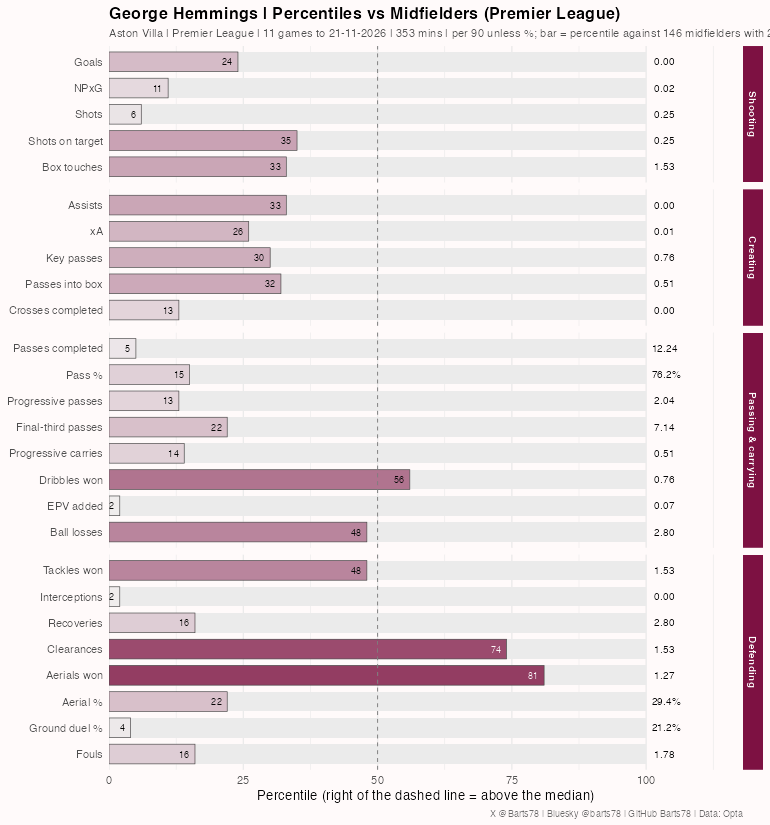 George Hemmings | Percentiles vs Midfielders (Premier League)
Aston Villa | Premier League | 11 games to 21-11-2026 | 353 mins | per 90 unless %; bar = percentile against 146 midfielders with
Goals 24 0.00
NPxG 11 0.02
Shots 6 0.25
Shots on target 35 0.25
Box touches 33 1.53
Shooting
Assists 33 0.00
xA 26 0.01
Key passes 30 0.76
Passes into box 32 0.51
Crosses completed 13 0.00
Creating
Passes completed 5 12.24
Pass % 15 76.2%
Progressive passes 13 2.04
Final-third passes 22 7.14
Progressive carries 14 0.51
Dribbles won 56 0.76
EPV added 2 0.07
Ball losses 48 2.80
Passing & carrying
Tackles won 48 1.53
Interceptions 2 0.00
Recoveries 16 2.80
Clearances 74 1.53
Aerials won 81 1.27
Aerial % 22 29.4%
Ground duel % 4 21.2%
Fouls 16 1.78
Defending
0 25 50 75 100
Percentile (right of the dashed line = above the median)
X @Barts78 | Bluesky @barts78 | GitHub Barts78 | Data: Opta